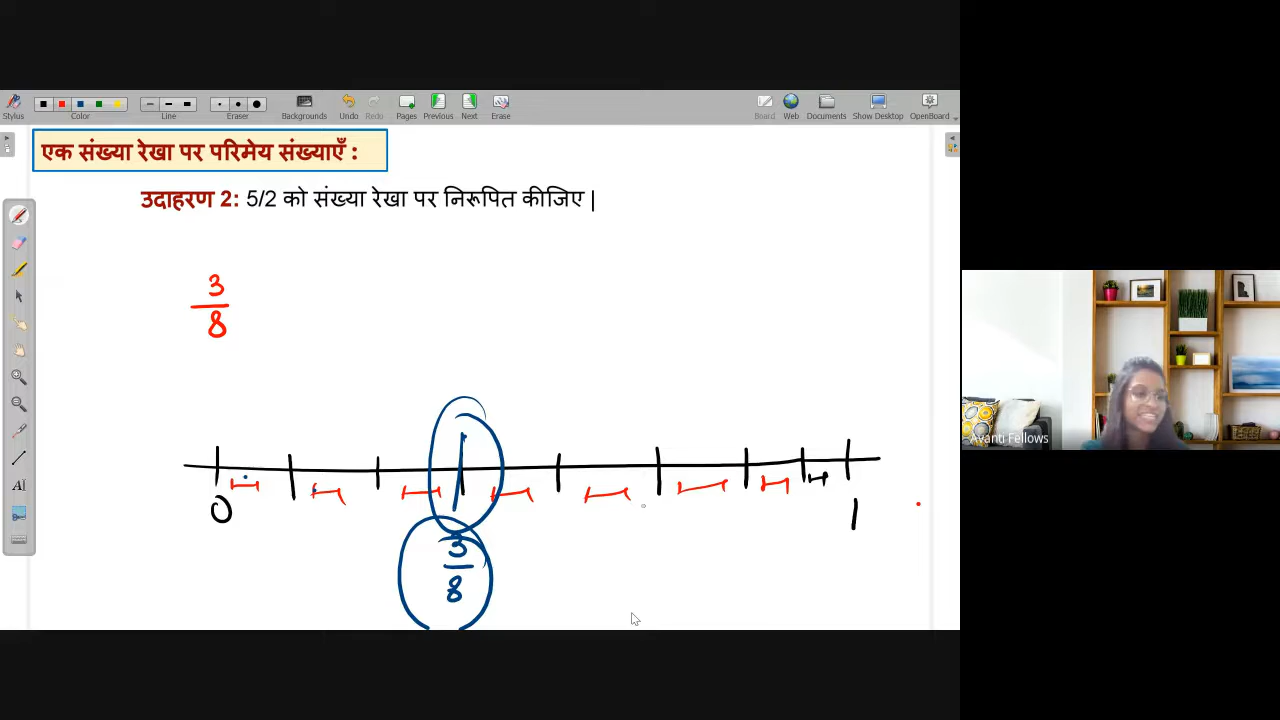 Stylus
Color
Line
Eraser
Backgrounds
Undo
Redo
Pages
Previous
Next
Erase
Board
Web
Documents
Show Desktop
OpenBoard
एक संख्या रेखा पर परिमेय संख्याएँ :
उदाहरण 2: 5/2 को संख्या रेखा पर निरूपित कीजिए |
3
8
0
1
3
8
Avanti Fellows